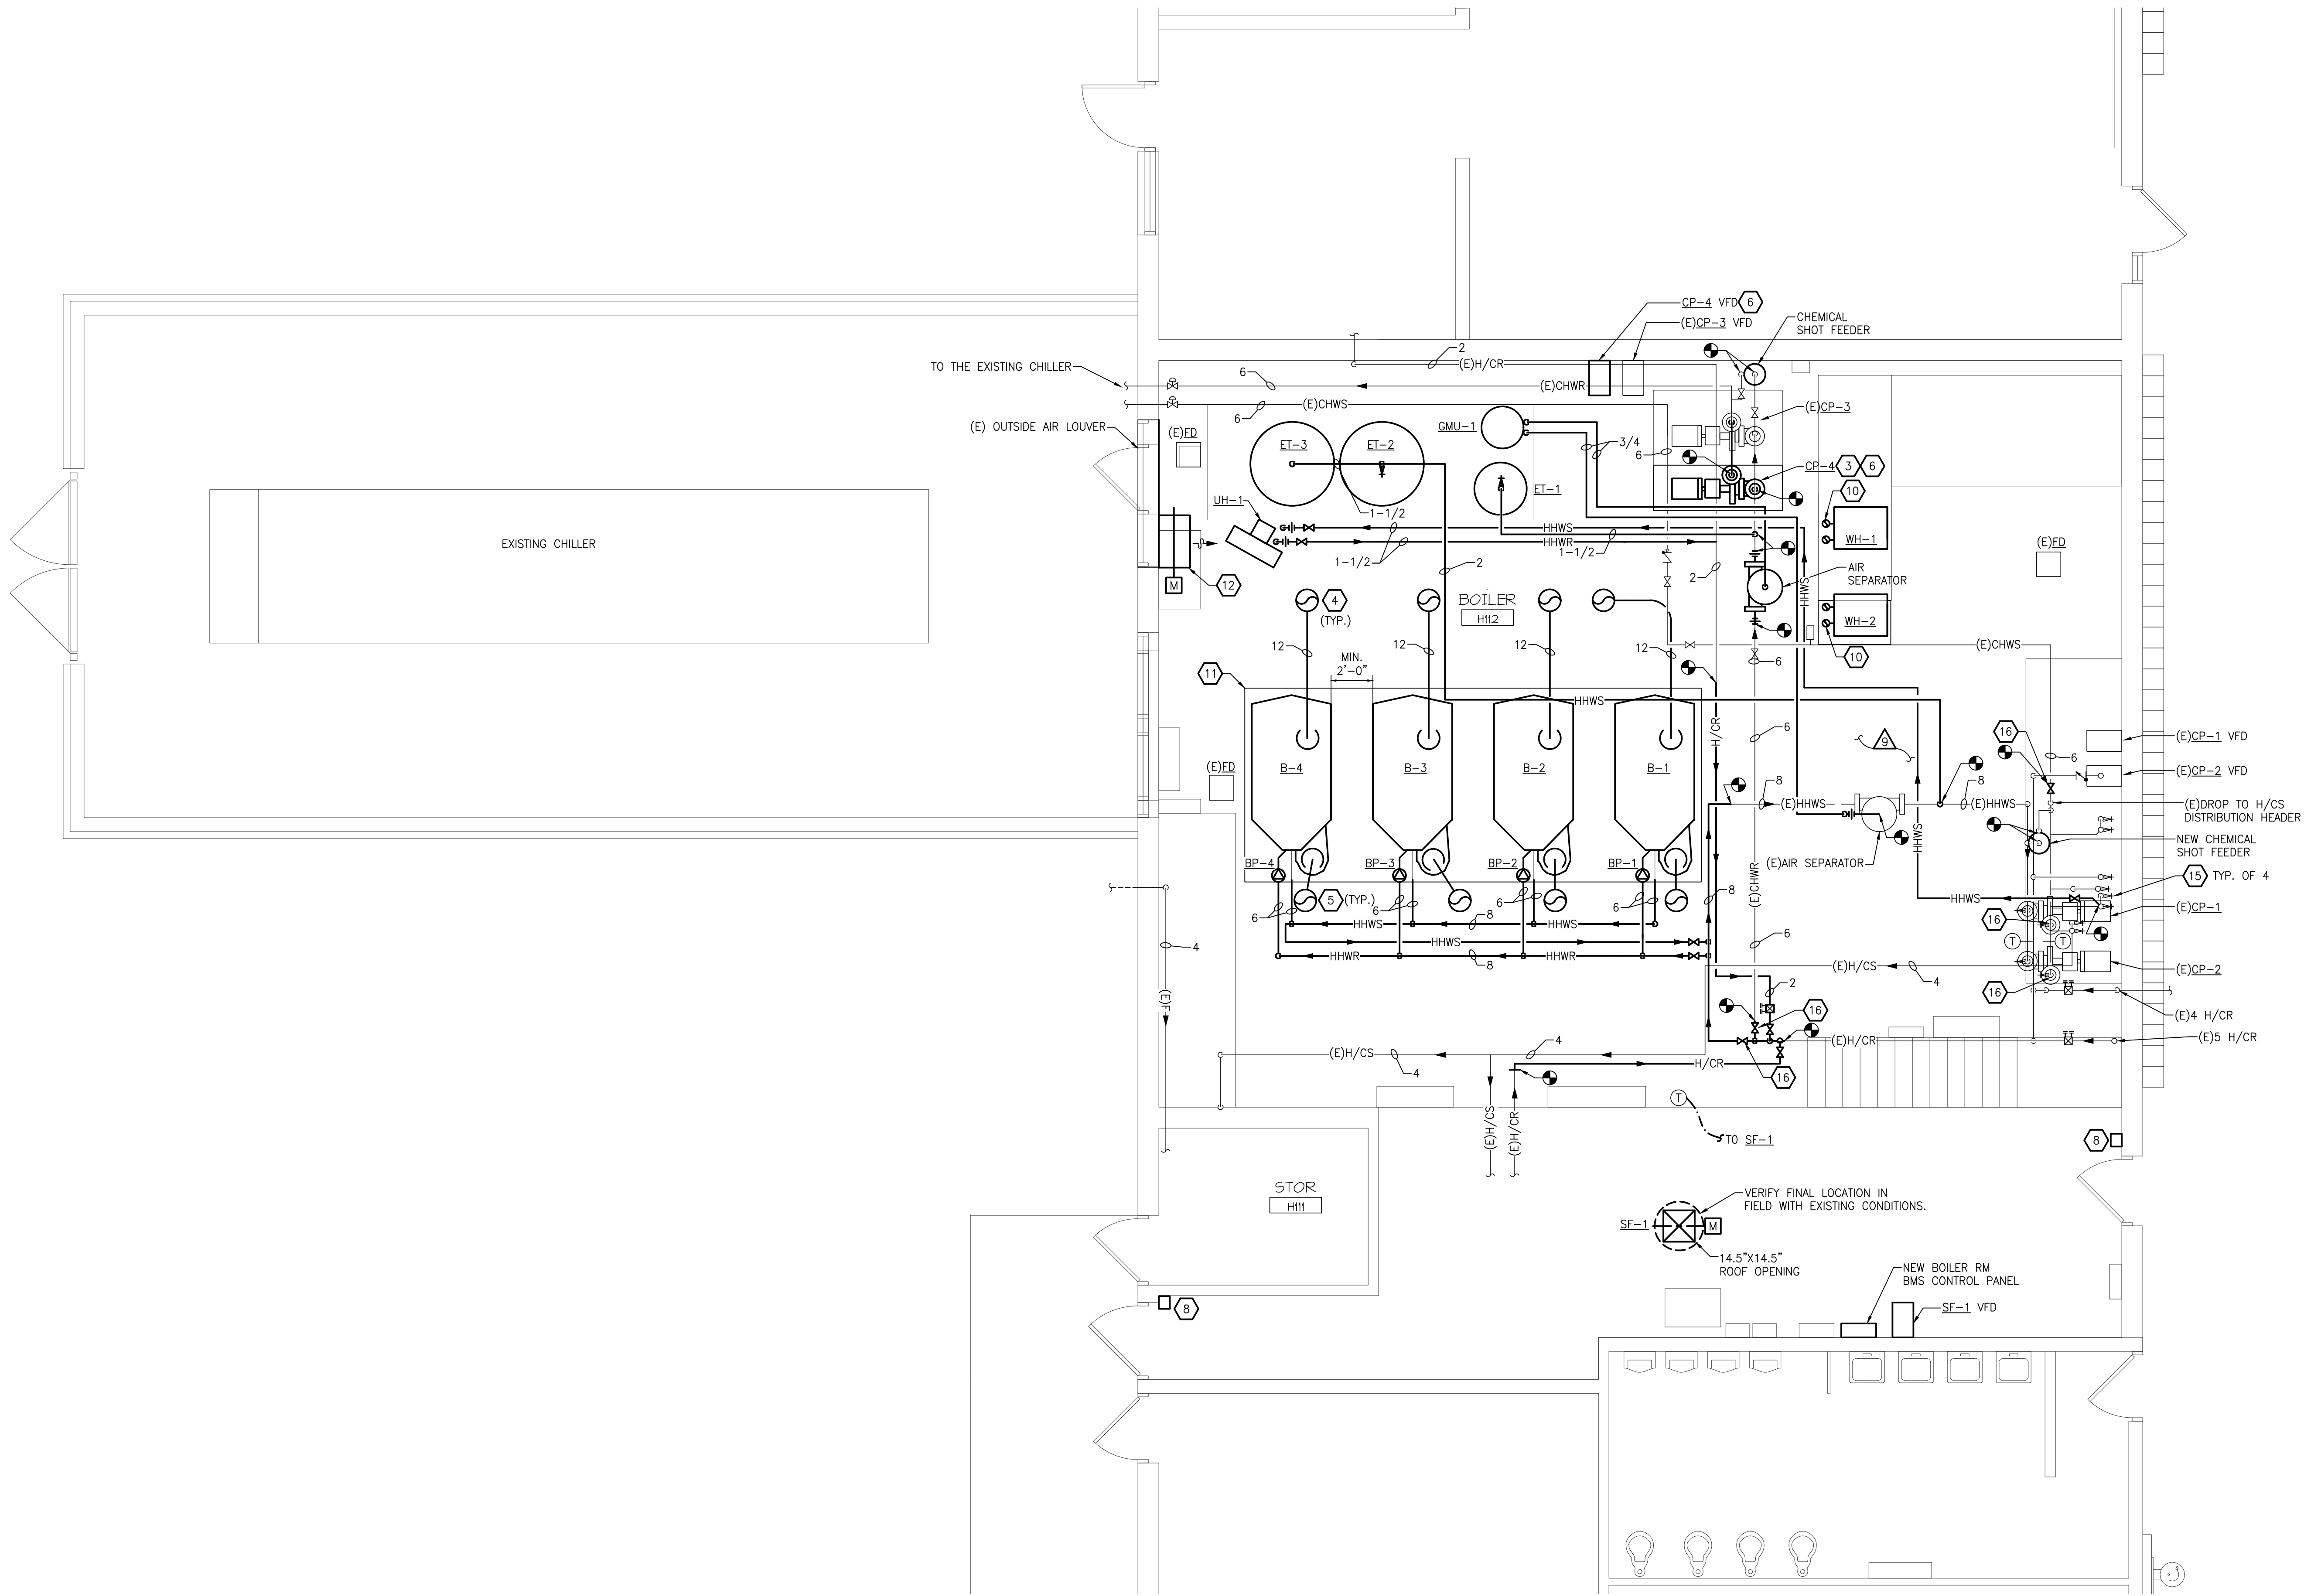 CP-4 VFD 6
(E)CP-3 VFD
CHEMICAL
SHOT FEEDER
2
(E)H/CR
TO THE EXISTING CHILLER
6
(E)CHWR
6
(E)CHWS
(E)CP-3
(E) OUTSIDE AIR LOUVER
(E)FD
ET-3
ET-2
GMU-1
3/4
6
CP-4 3 6
ET-1
10
UH-1
1-1/2
HHWS
HHWR
1-1/2
1-1/2
WH-1
(E)FD
EXISTING CHILLER
2
2
AIR
SEPARATOR
HHWS
M
12
4
(TYP.)
BOILER
H112
WH-2
10
12
12
12
12
(E)CHWS
6
MIN.
2'-0"
11
HHWS
H/CR
6
9
16
(E)CP-1 VFD
6
(E)FD
B-4
B-3
B-2
B-1
(E)CP-2 VFD
8
(E)HHWS
8
(E)HHWS
(E)DROP TO H/CS
DISTRIBUTION HEADER
HHWS
NEW CHEMICAL
SHOT FEEDER
BP-4
BP-3
BP-2
BP-1
(E)AIR SEPARATOR
15 TYP. OF 4
(E)CHWR
8
HHWS
5 (TYP.)
6
6
6
6
(E)CP-1
16
HHWS
8
HHWS
HHWS
HHWS
6
T
T
HHWR
HHWR
8
4
(E)H/CS
4
(E)CP-2
(E)F
2
16
16
(E)4 H/CR
(E)H/CR
(E)5 H/CR
(E)H/CS
4
4
H/CR
16
T
(E)H/CS
(E)H/CR
TO SF-1
8
STOR
H111
VERIFY FINAL LOCATION IN
FIELD WITH EXISTING CONDITIONS.
SF-1
M
14.5"X14.5"
ROOF OPENING
NEW BOILER RM
BMS CONTROL PANEL
8
SF-1 VFD